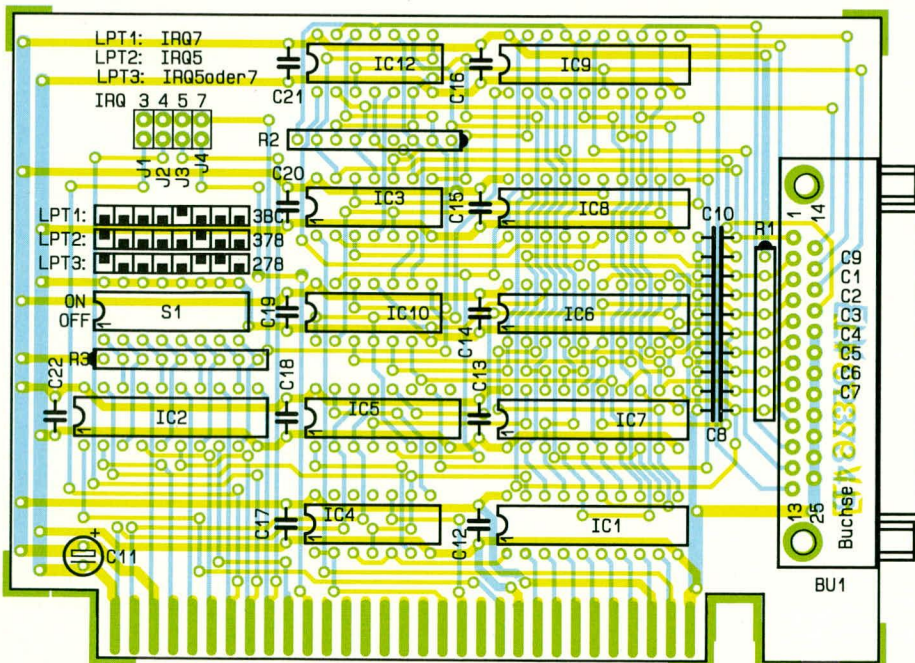 LPT1: IRQ7
LPT2: IRQ5
LPT3: IRQ5oder7
IRQ 3 4 5 7
J1 J2 J3 J4
C21
IC12
C16
IC9
R2
C20
IC3
C15
IC8
LPT1: 3BC
LPT2: 378
LPT3: 278
ON
OFF
S1
C19
IC10
C14
IC6
C10
R1
1
14
C9
C1
C2
C3
C4
C5
C6
C7
R3
C22
IC2
C18
IC5
C13
IC7
C8
C17
IC4
C12
IC1
13
25
Buchse
BU1
+
C11